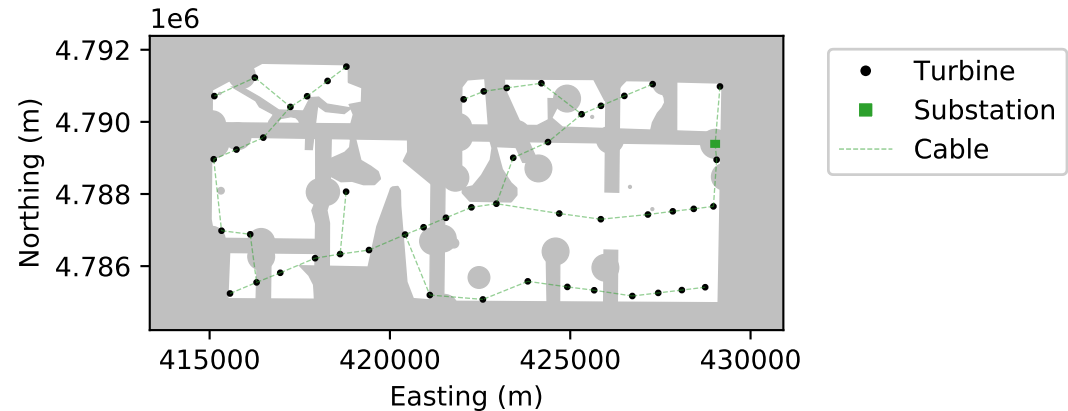 1e6
4.792
4.790
4.788
4.786
Northing (m)
415000 420000 425000 430000
Easting (m)
Turbine
Substation
Cable